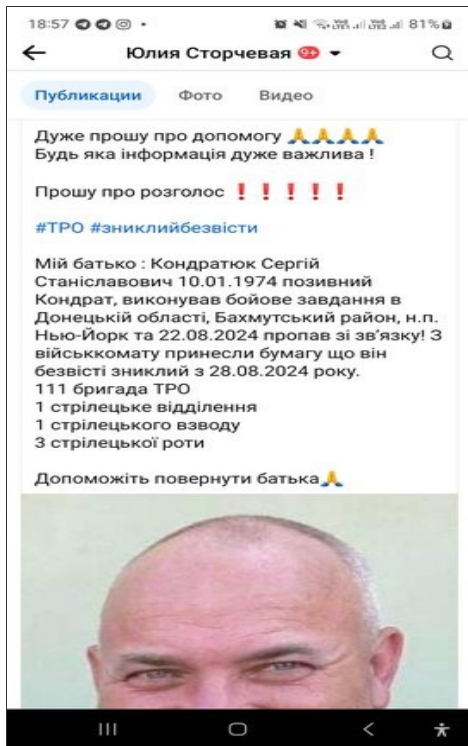 18:57
81%
Юлия Сторчевая 9+
Публикации Фото Видео
Дуже прошу про допомогу 🙏🙏🙏🙏
Будь яка інформація дуже важлива !
Прошу про розголос ❗❗❗❗❗
#ТРО #зниклийбезвісти
Мій батько : Кондратюк Сергій
Станіславович 10.01.1974 позивний
Кондрат, виконував бойове завдання в
Донецькій області, Бахмутський район, н.п.
Нью-Йорк та 22.08.2024 пропав зі зв'язку! З
військкомату принесли бумагу що він
безвісті зниклий з 28.08.2024 року.
111 бригада ТРО
1 стрілецьке відділення
1 стрілецького взводу
3 стрілецької роти
Допоможіть повернути батька🙏